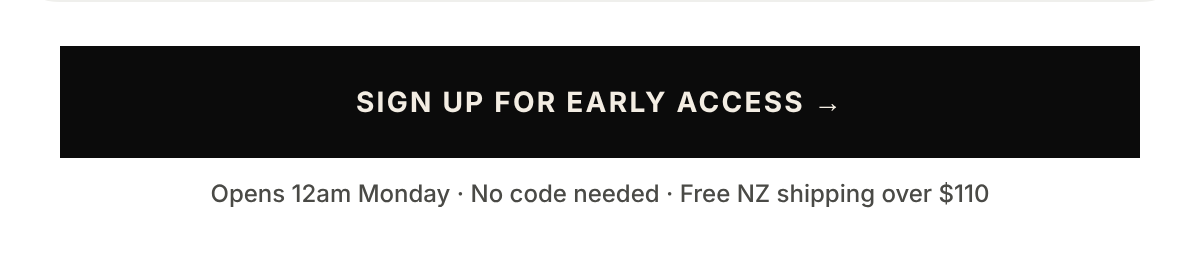 SIGN UP FOR EARLY ACCESS →
Opens 12am Monday · No code needed · Free NZ shipping over $110